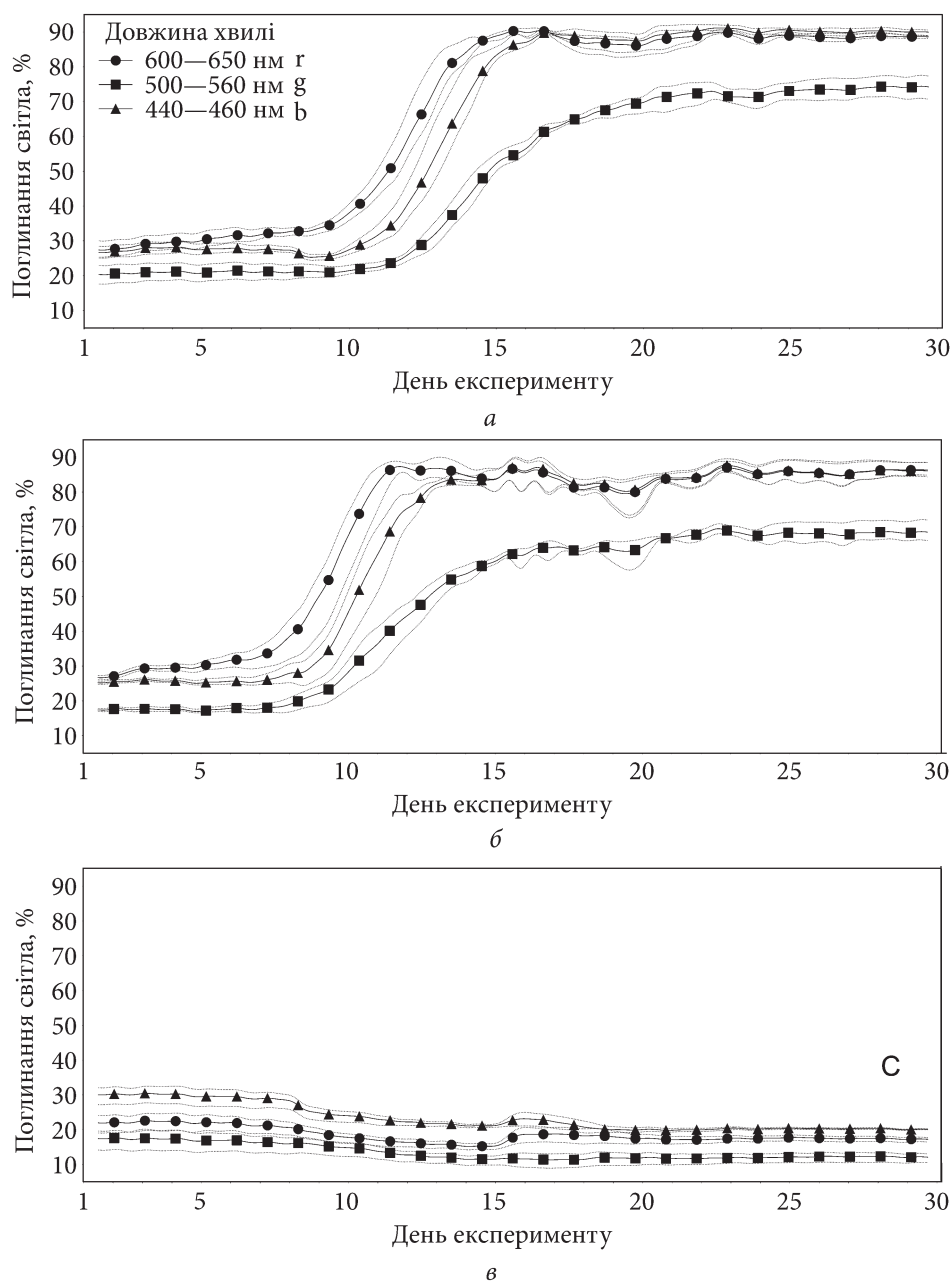 Поглинання світла, %
90
80
70
60
50
40
30
20
10
Довжина хвилі
600—650 нм r
500—560 нм g
440—460 нм b
1 5 10 15 20 25 30
День експерименту
а
Поглинання світла, %
90
80
70
60
50
40
30
20
10
1 5 10 15 20 25 30
День експерименту
б
Поглинання світла, %
90
80
70
60
50
40
30
20
10
C
1 5 10 15 20 25 30
День експерименту
в